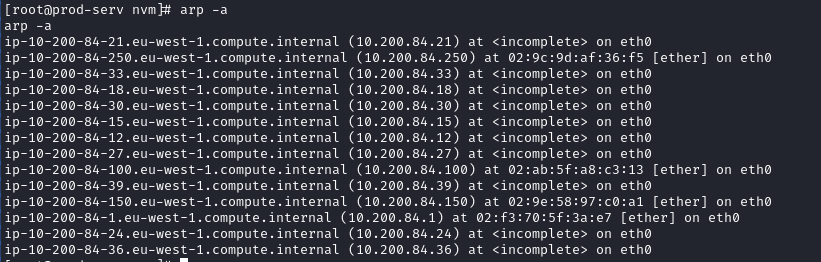 [root@prod-serv nvm]# arp -a
arp -a
ip-10-200-84-21.eu-west-1.compute.internal (10.200.84.21) at <incomplete> on eth0
ip-10-200-84-250.eu-west-1.compute.internal (10.200.84.250) at 02:9c:9d:af:36:f5 [ether] on eth0
ip-10-200-84-33.eu-west-1.compute.internal (10.200.84.33) at <incomplete> on eth0
ip-10-200-84-18.eu-west-1.compute.internal (10.200.84.18) at <incomplete> on eth0
ip-10-200-84-30.eu-west-1.compute.internal (10.200.84.30) at <incomplete> on eth0
ip-10-200-84-15.eu-west-1.compute.internal (10.200.84.15) at <incomplete> on eth0
ip-10-200-84-12.eu-west-1.compute.internal (10.200.84.12) at <incomplete> on eth0
ip-10-200-84-27.eu-west-1.compute.internal (10.200.84.27) at <incomplete> on eth0
ip-10-200-84-100.eu-west-1.compute.internal (10.200.84.100) at 02:ab:5f:a8:c3:13 [ether] on eth0
ip-10-200-84-39.eu-west-1.compute.internal (10.200.84.39) at <incomplete> on eth0
ip-10-200-84-150.eu-west-1.compute.internal (10.200.84.150) at 02:9e:58:97:c0:a1 [ether] on eth0
ip-10-200-84-1.eu-west-1.compute.internal (10.200.84.1) at 02:f3:70:5f:3a:e7 [ether] on eth0
ip-10-200-84-24.eu-west-1.compute.internal (10.200.84.24) at <incomplete> on eth0
ip-10-200-84-36.eu-west-1.compute.internal (10.200.84.36) at <incomplete> on eth0